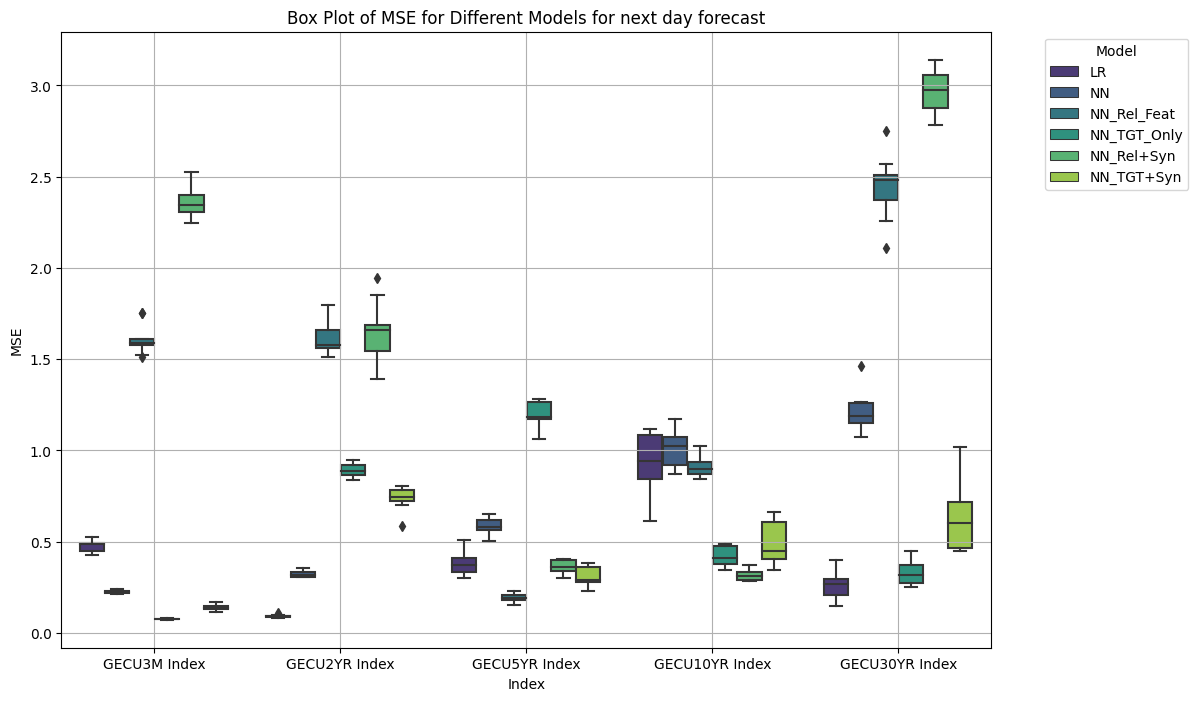 Box Plot of MSE for Different Models for next day forecast
Model
LR
NN
NN_Rel_Feat
NN_TGT_Only
NN_Rel+Syn
NN_TGT+Syn
MSE
3.0
2.5
2.0
1.5
1.0
0.5
0.0
GECU3M Index GECU2YR Index GECU5YR Index GECU10YR Index GECU30YR Index
Index